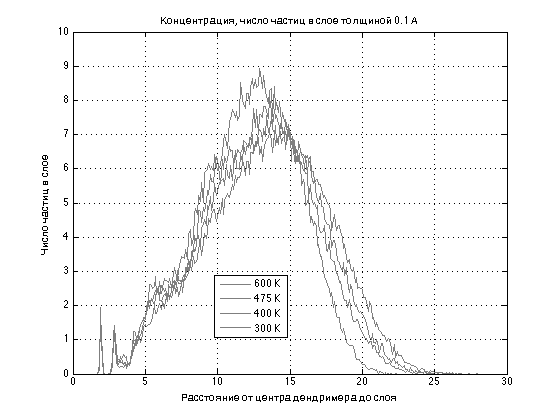 Концентрация, число частиц в слое толщиной 0.1 А
10
9
8
7
6
5
4
3
2
1
0
Число частиц в слое
600 K
475 K
400 K
300 K
0 5 10 15 20 25 30
Расстояние от центра дендримера до слоя